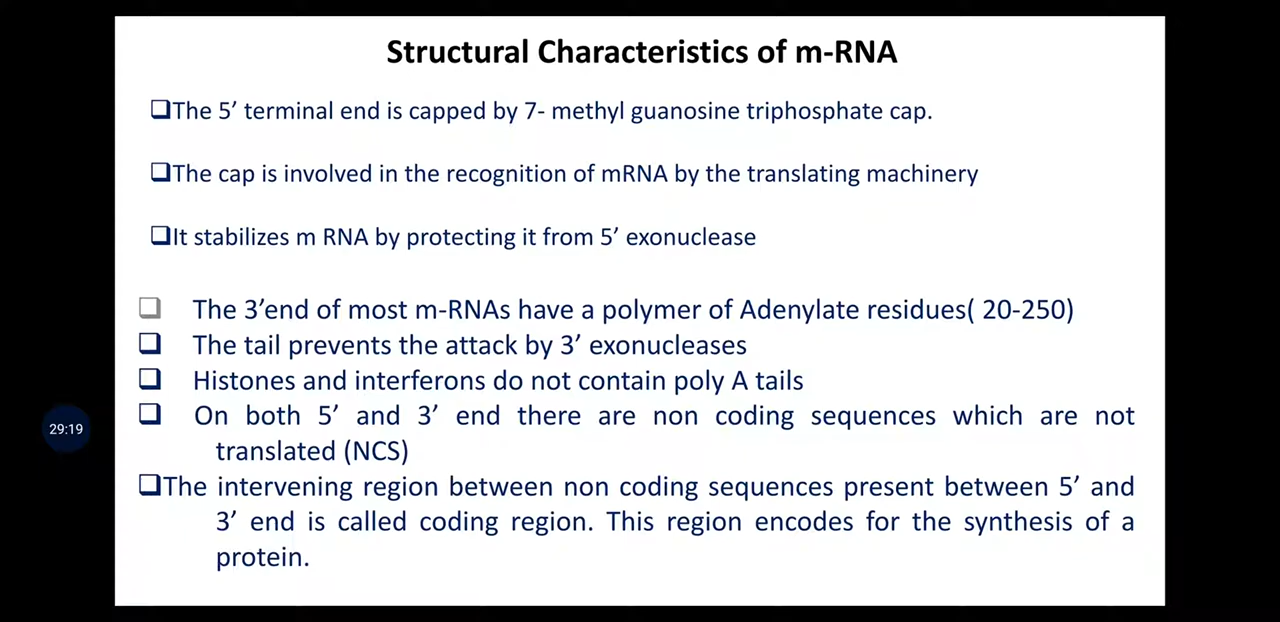 Structural Characteristics of m-RNA
❑The 5’ terminal end is capped by 7- methyl guanosine triphosphate cap.
❑The cap is involved in the recognition of mRNA by the translating machinery
❑It stabilizes m RNA by protecting it from 5’ exonuclease
❑ The 3’end of most m-RNAs have a polymer of Adenylate residues( 20-250)
❑ The tail prevents the attack by 3’ exonucleases
❑ Histones and interferons do not contain poly A tails
❑ On both 5’ and 3’ end there are non coding sequences which are not
29:19
translated (NCS)
❑The intervening region between non coding sequences present between 5’ and
3’ end is called coding region. This region encodes for the synthesis of a
protein.